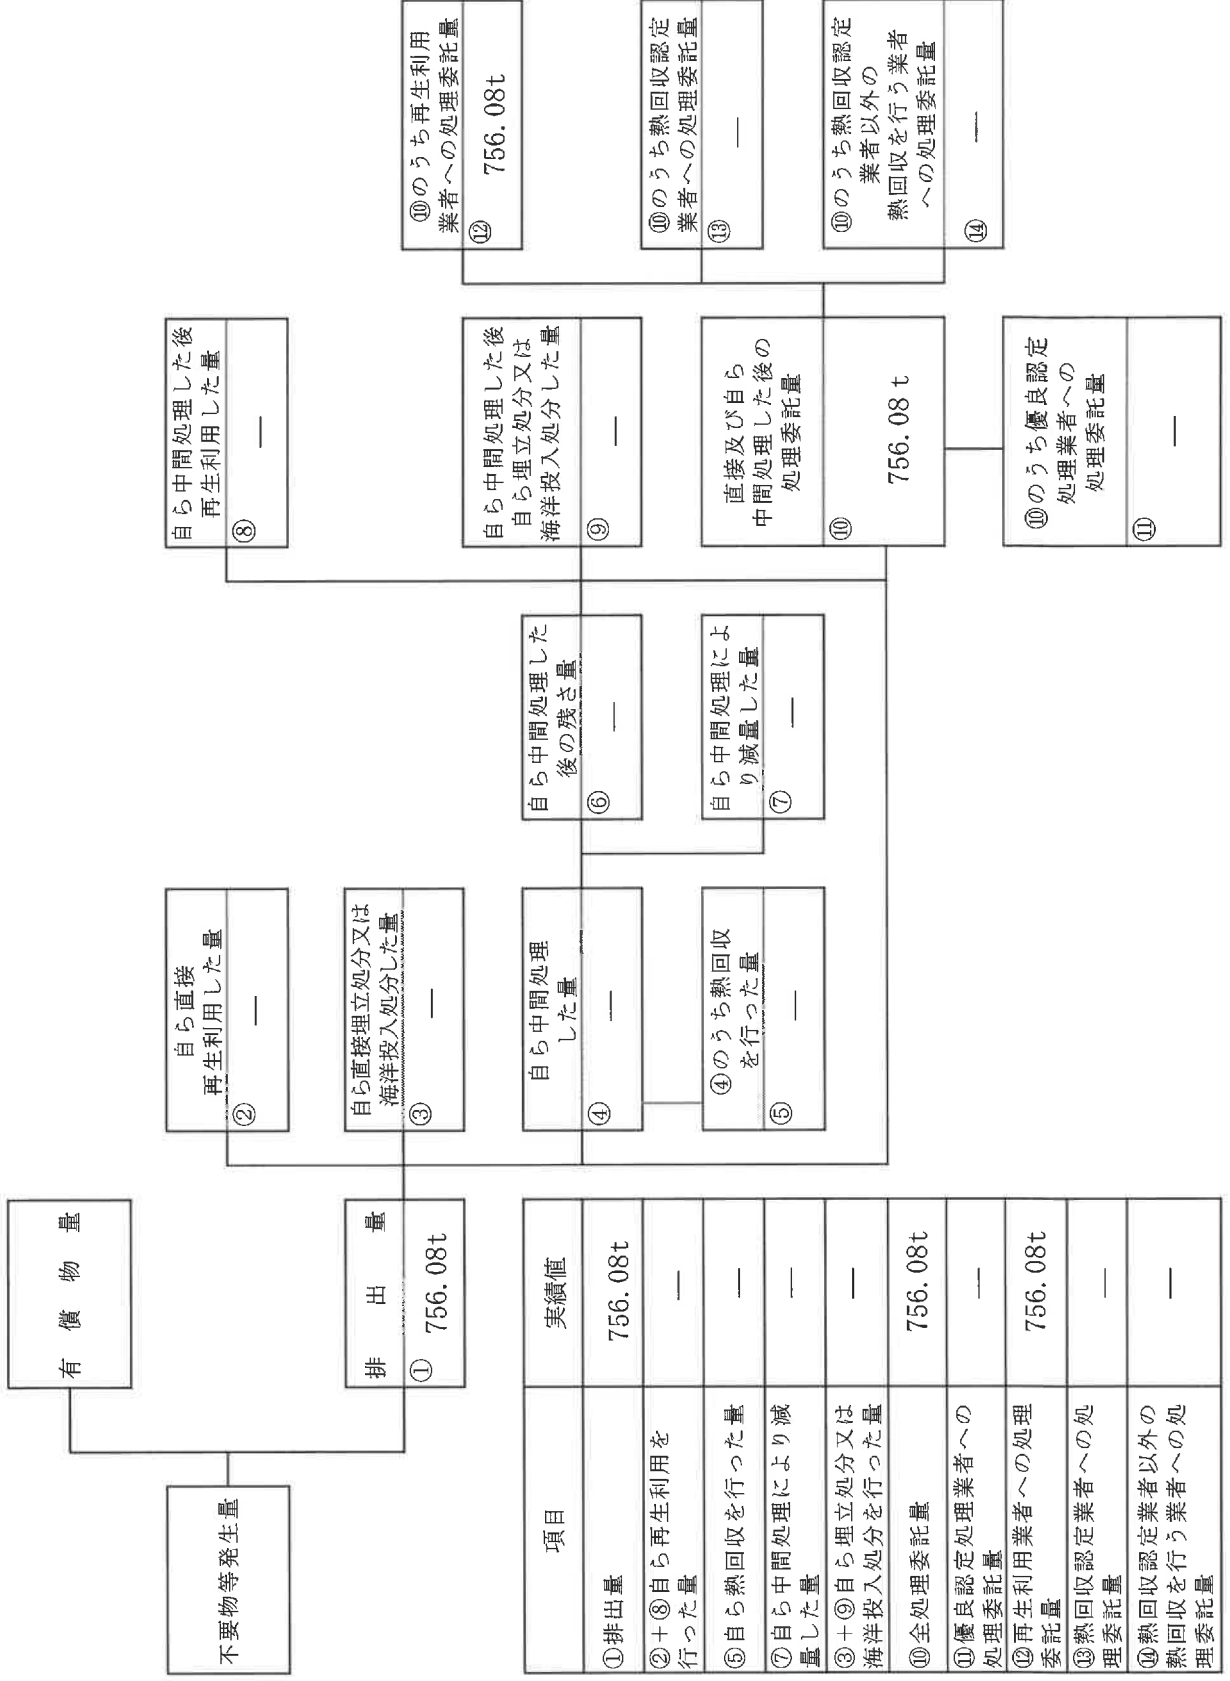 不要物等発生量
有償物量
排出量
① 756.08t
自ら直接
再生利用した量
② —
自ら直接埋立処分又は
海洋投入処分した量
③ —
自ら中間処理
した量
④ —
④のうち熱回収
を行った量
⑤ —
自ら中間処理した
後の残さ量
⑥ —
自ら中間処理によ
り減量した量
⑦ —
自ら中間処理した後
再生利用した量
⑧ —
自ら中間処理した後
自ら埋立処分又は
海洋投入処分した量
⑨ —
直接及び自ら
中間処理した後の
処理委託量
⑩ 756.08 t
⑩のうち優良認定
処理業者への
処理委託量
⑪ —
⑩のうち再生利用
業者への処理委託量
⑫ 756.08t
⑩のうち熱回収認定
業者への処理委託量
⑬ —
⑩のうち熱回収認定
業者以外の
熱回収を行う業者
への処理委託量
⑭ —
項目 実績値
①排出量 756.08t
②+⑧自ら再生利用を
行った量 —
⑤自ら熱回収を行った量 —
⑦自ら中間処理により減
量した量 —
③+⑨自ら埋立処分又は
海洋投入処分を行った量 —
⑩全処理委託量 756.08t
⑪優良認定処理業者への
処理委託量 —
⑫再生利用業者への処理
委託量 756.08t
⑬熱回収認定業者への処
理委託量 —
⑭熱回収認定業者以外の
熱回収を行う業者への処
理委託量 —